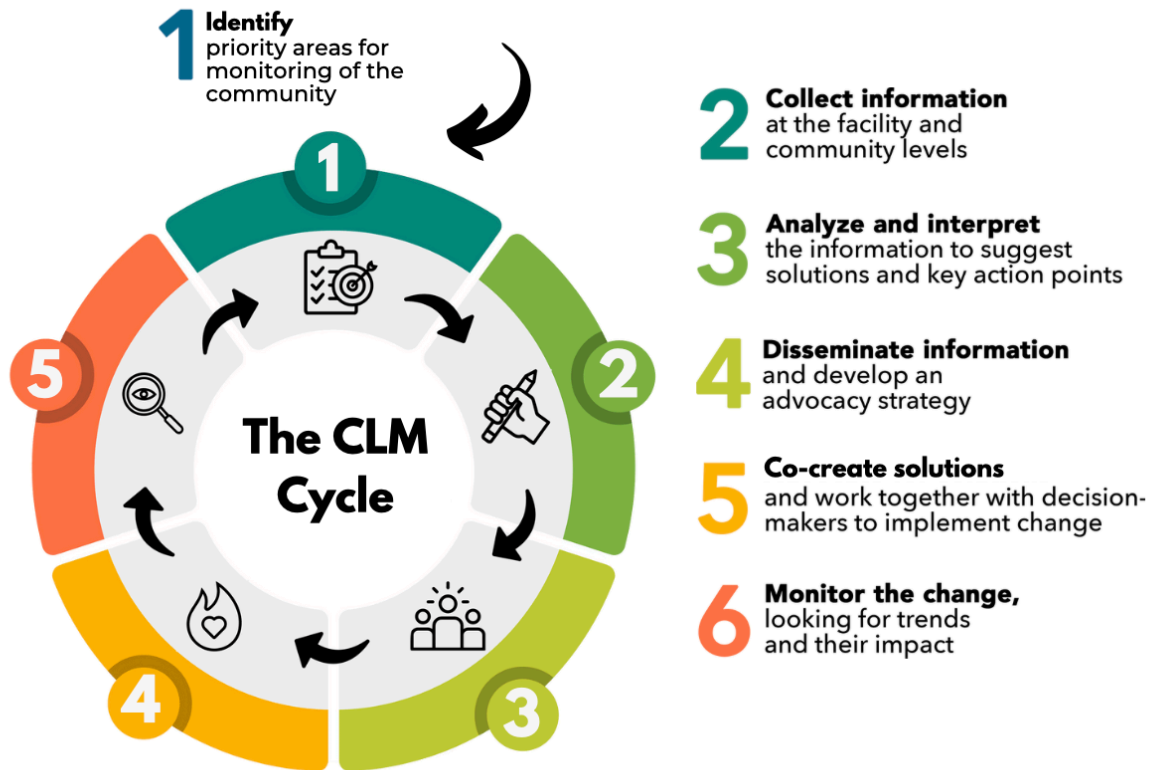 1 Identify
priority areas for
monitoring of the
community
1
2
3
4
5
The CLM
Cycle
2 Collect information
at the facility and
community levels
3 Analyze and interpret
the information to suggest
solutions and key action points
4 Disseminate information
and develop an
advocacy strategy
5 Co-create solutions
and work together with decision-
makers to implement change
6 Monitor the change,
looking for trends
and their impact